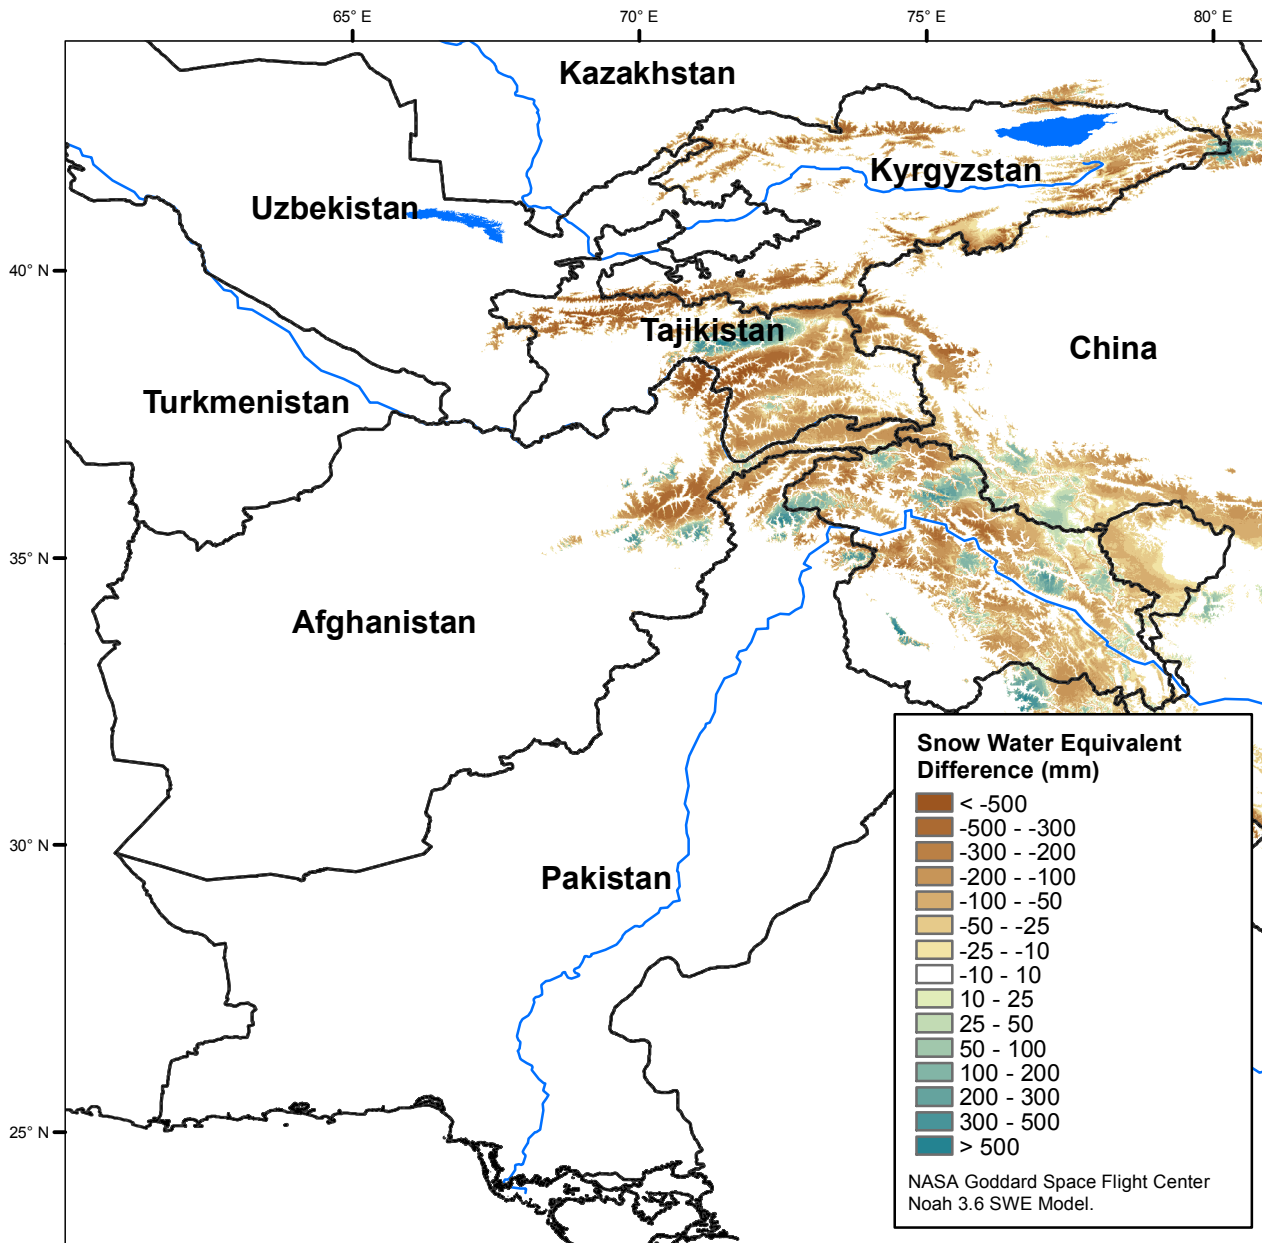 65° E
70° E
75° E
80° E
Kazakhstan
Kyrgyzstan
Uzbekistan
40° N
Tajikistan
China
Turkmenistan
35° N
Afghanistan
30° N
Pakistan
25° N
Snow Water Equivalent
Difference (mm)
< -500
-500 - -300
-300 - -200
-200 - -100
-100 - -50
-50 - -25
-25 - -10
-10 - 10
10 - 25
25 - 50
50 - 100
100 - 200
200 - 300
300 - 500
> 500
NASA Goddard Space Flight Center
Noah 3.6 SWE Model.